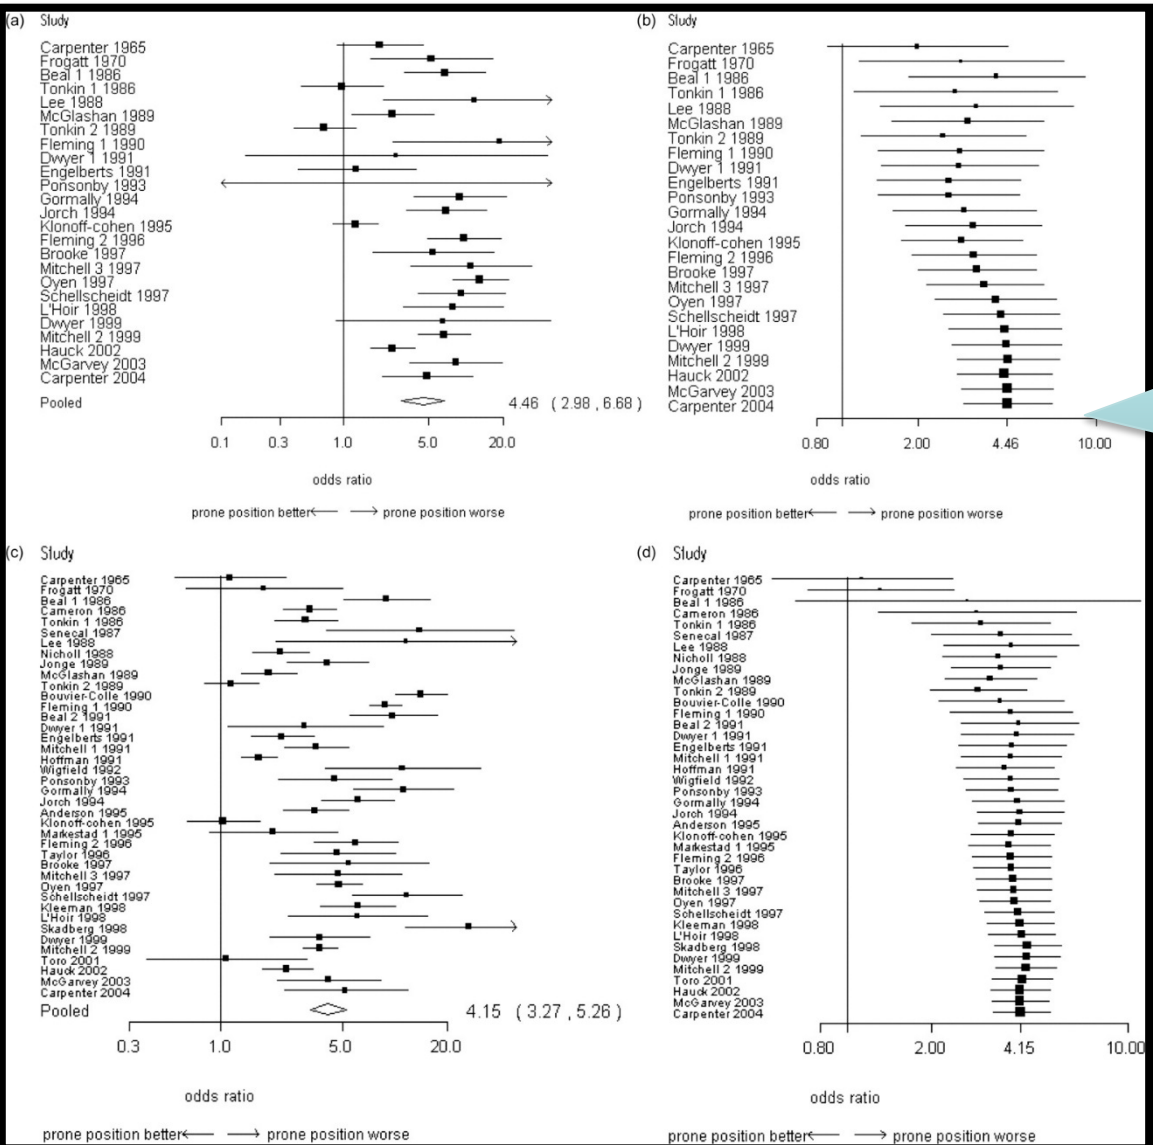 (a) Study
Carpenter 1965
Frogatt 1970
Beal 1 1986
Tonkin 1 1986
Lee 1988
McGlashan 1989
Tonkin 2 1989
Fleming 1 1990
Dwyer 1 1991
Engelberts 1991
Ponsonby 1993
Gormally 1994
Jorch 1994
Klonoff-cohen 1995
Fleming 2 1996
Brooke 1997
Mitchell 3 1997
Oyen 1997
Schellscheidt 1997
L'Hoir 1998
Dwyer 1999
Mitchell 2 1999
Hauck 2002
McGarvey 2003
Carpenter 2004
Pooled 4.46 (2.98 , 6.68)
0.1 0.3 1.0 5.0 20.0
odds ratio
prone position better prone position worse
(b) Study
Carpenter 1965
Frogatt 1970
Beal 1 1986
Tonkin 1 1986
Lee 1988
McGlashan 1989
Tonkin 2 1989
Fleming 1 1990
Dwyer 1 1991
Engelberts 1991
Ponsonby 1993
Gormally 1994
Jorch 1994
Klonoff-cohen 1995
Fleming 2 1996
Brooke 1997
Mitchell 3 1997
Oyen 1997
Schellscheidt 1997
L'Hoir 1998
Dwyer 1999
Mitchell 2 1999
Hauck 2002
McGarvey 2003
Carpenter 2004
0.80 2.00 4.46 10.00
odds ratio
prone position better prone position worse
(c) Study
Carpenter 1965
Frogatt 1970
Beal 1 1986
Cameron 1986
Tonkin 1 1986
Senecal 1987
Lee 1988
Nicholl 1988
Jonge 1989
McGlashan 1989
Tonkin 2 1989
Bouvier-Colle 1990
Fleming 1 1990
Beal 2 1991
Dwyer 1 1991
Engelberts 1991
Mitchell 1 1991
Hoffman 1991
Wigfield 1992
Ponsonby 1993
Gormally 1994
Jorch 1994
Anderson 1995
Klonoff-cohen 1995
Markestad 1 1995
Fleming 2 1996
Taylor 1996
Brooke 1997
Mitchell 3 1997
Oyen 1997
Schellscheidt 1997
Kleeman 1998
L'Hoir 1998
Skadberg 1998
Dwyer 1999
Mitchell 2 1999
Toro 2001
Hauck 2002
McGarvey 2003
Carpenter 2004
Pooled 4.15 (3.27 , 5.26)
0.3 1.0 5.0 20.0
odds ratio
prone position better prone position worse
(d) Study
Carpenter 1965
Frogatt 1970
Beal 1 1986
Cameron 1986
Tonkin 1 1986
Senecal 1987
Lee 1988
Nicholl 1988
Jonge 1989
McGlashan 1989
Tonkin 2 1989
Bouvier-Colle 1990
Fleming 1 1990
Beal 2 1991
Dwyer 1 1991
Engelberts 1991
Mitchell 1 1991
Hoffman 1991
Wigfield 1992
Ponsonby 1993
Gormally 1994
Jorch 1994
Anderson 1995
Klonoff-cohen 1995
Markestad 1 1995
Fleming 2 1996
Taylor 1996
Brooke 1997
Mitchell 3 1997
Oyen 1997
Schellscheidt 1997
Kleeman 1998
L'Hoir 1998
Skadberg 1998
Dwyer 1999
Mitchell 2 1999
Toro 2001
Hauck 2002
McGarvey 2003
Carpenter 2004
0.80 2.00 4.15 10.00
odds ratio
prone position better prone position worse